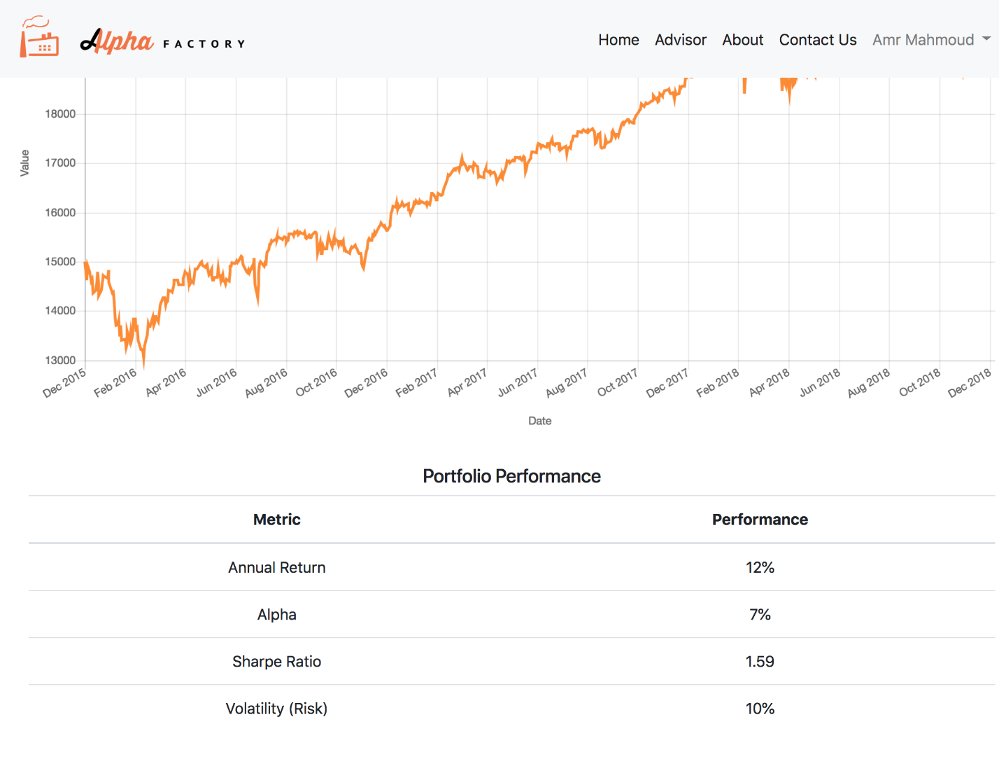 Alpha FACTORY
Home Advisor About Contact Us Amr Mahmoud
18000
17000
16000
15000
14000
13000
Value
Dec 2015 Feb 2016 Apr 2016 Jun 2016 Aug 2016 Oct 2016 Dec 2016 Feb 2017 Apr 2017 Jun 2017 Aug 2017 Oct 2017 Dec 2017 Feb 2018 Apr 2018 Jun 2018 Aug 2018 Oct 2018 Dec 2018
Date
Portfolio Performance
Metric Performance
Annual Return 12%
Alpha 7%
Sharpe Ratio 1.59
Volatility (Risk) 10%